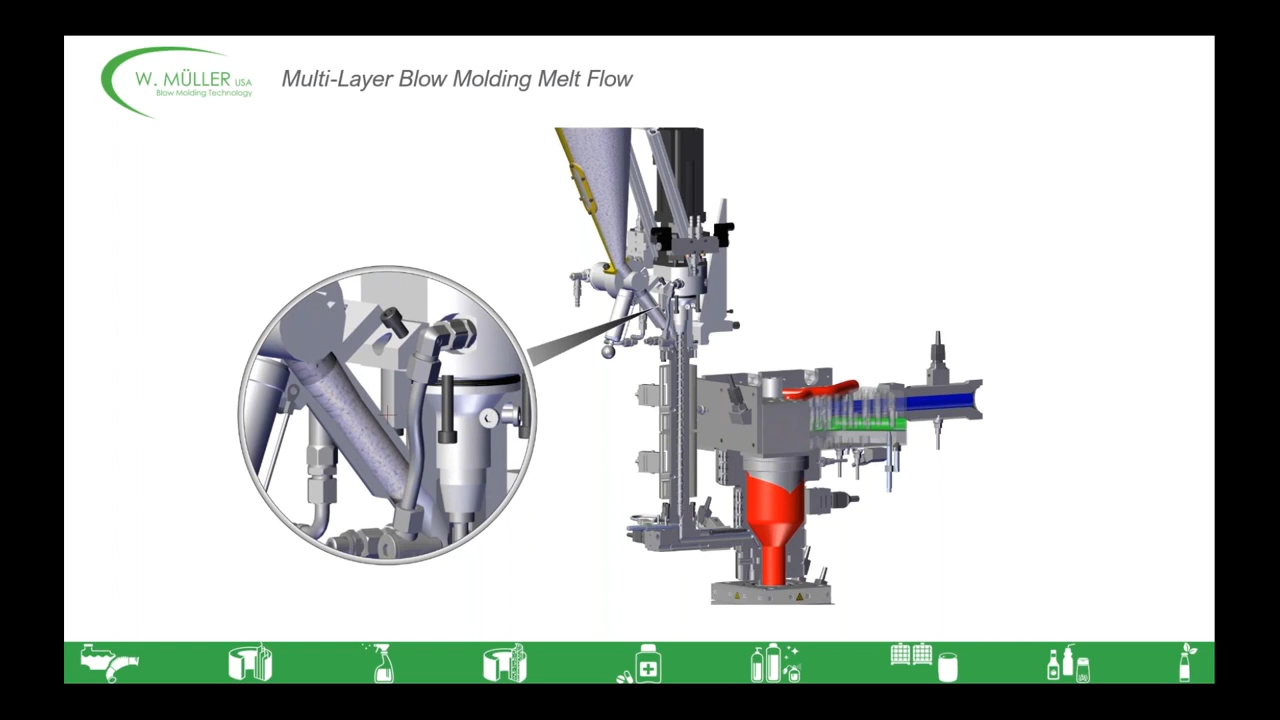 W. MÜLLER USA
Blow Molding Technology
Multi-Layer Blow Molding Melt Flow